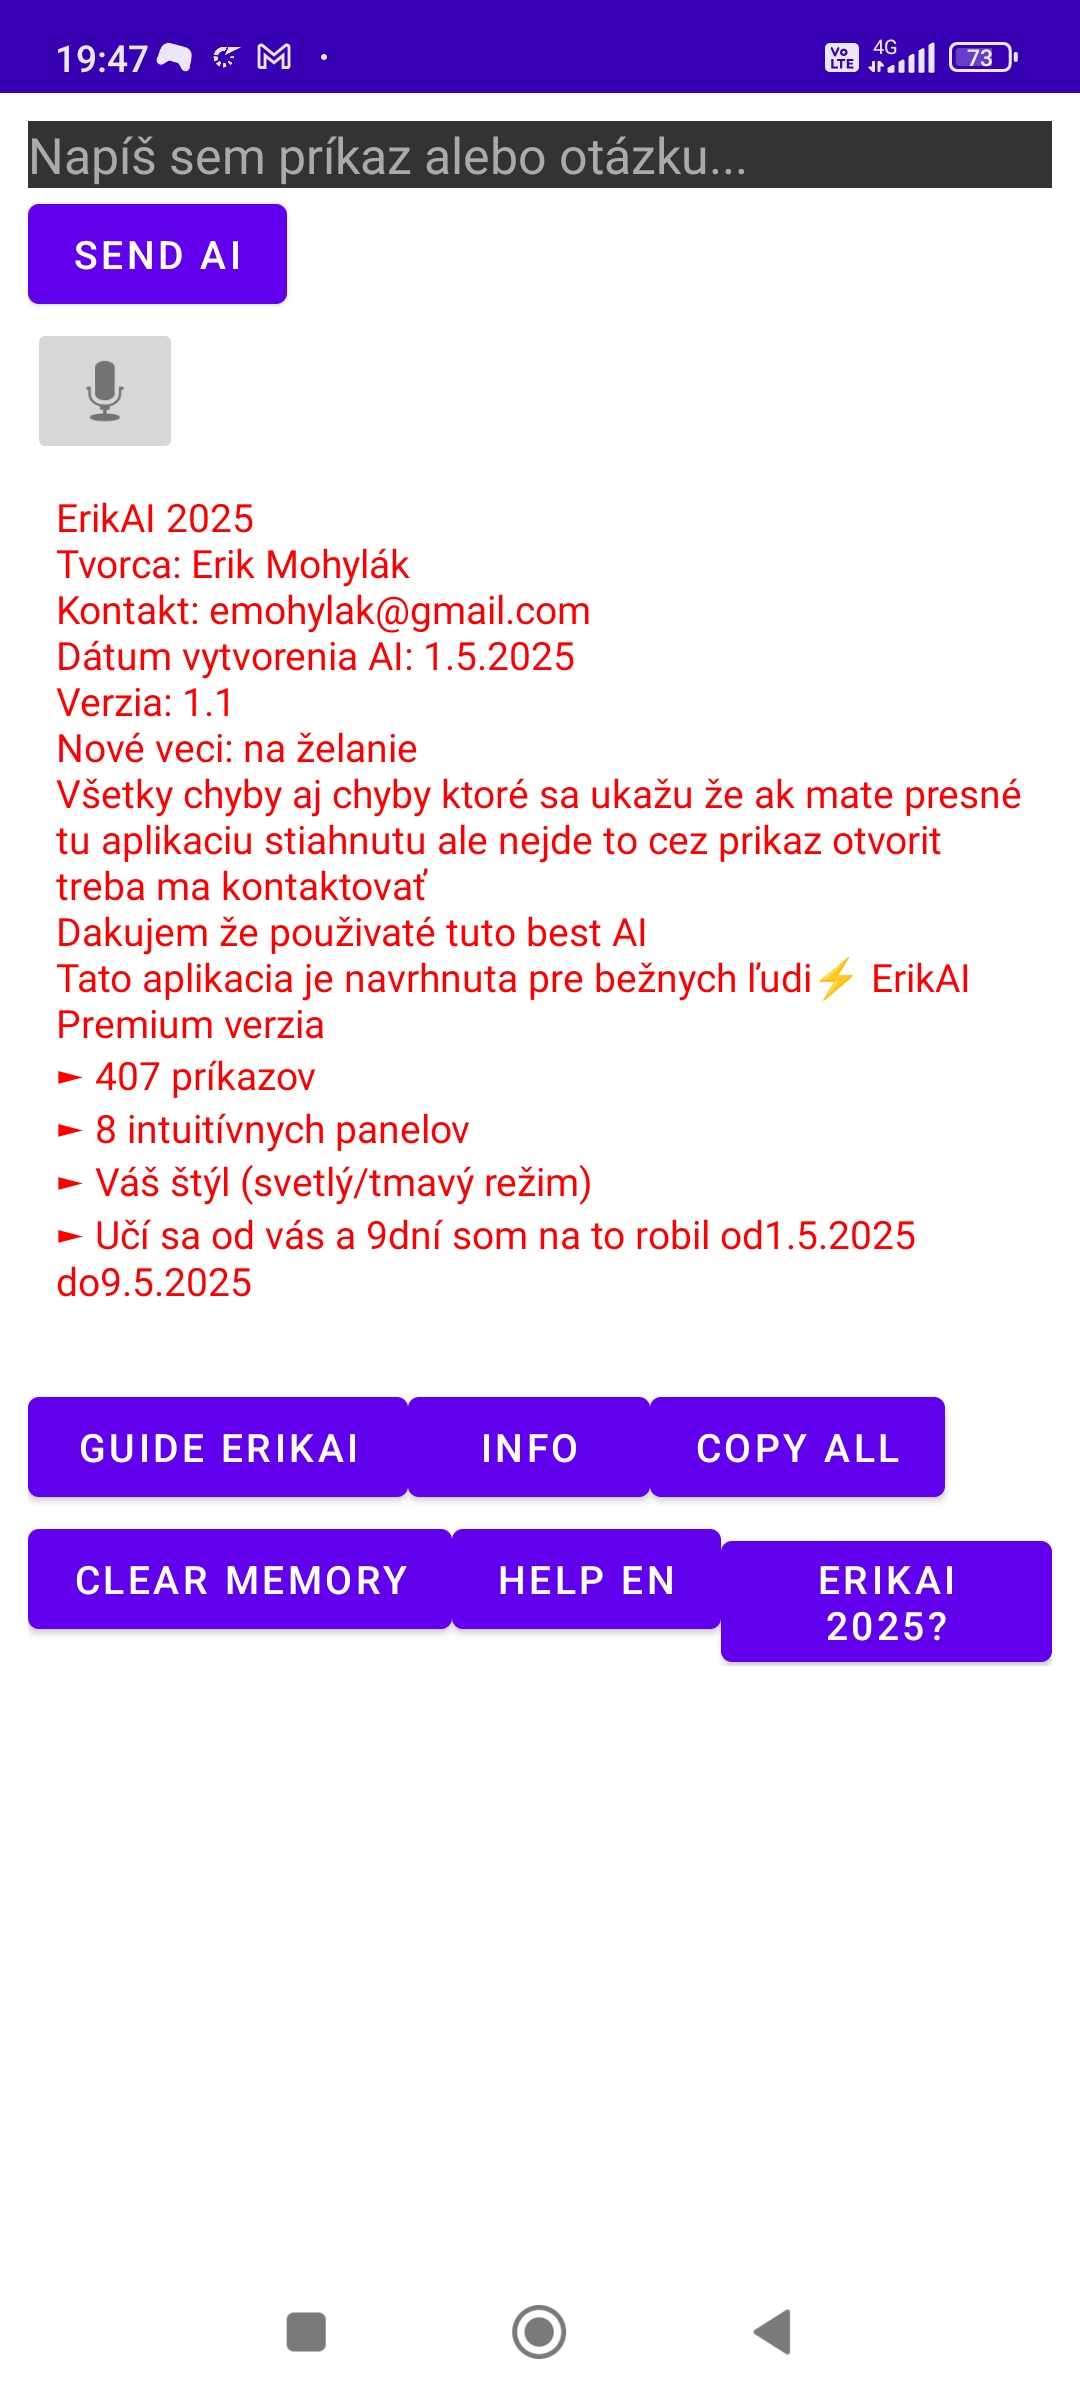 19:47
Vo LTE 4G 73
Napíš sem príkaz alebo otázku...
SEND AI
ErikAI 2025
Tvorca: Erik Mohylák
Kontakt: emohylak@gmail.com
Dátum vytvorenia AI: 1.5.2025
Verzia: 1.1
Nové veci: na želanie
Všetky chyby aj chyby ktoré sa ukažu že ak mate presné
tu aplikaciu stiahnutu ale nejde to cez prikaz otvorit
treba ma kontaktovať
Dakujem že použivaté tuto best AI
Tato aplikacia je navrhnuta pre bežnych ľudi⚡ ErikAI
Premium verzia
► 407 príkazov
► 8 intuitívnych panelov
► Váš štýl (svetlý/tmavý režim)
► Učí sa od vás a 9dní som na to robil od1.5.2025
do9.5.2025
GUIDE ERIKAI INFO COPY ALL
CLEAR MEMORY HELP EN ERIKAI
2025?